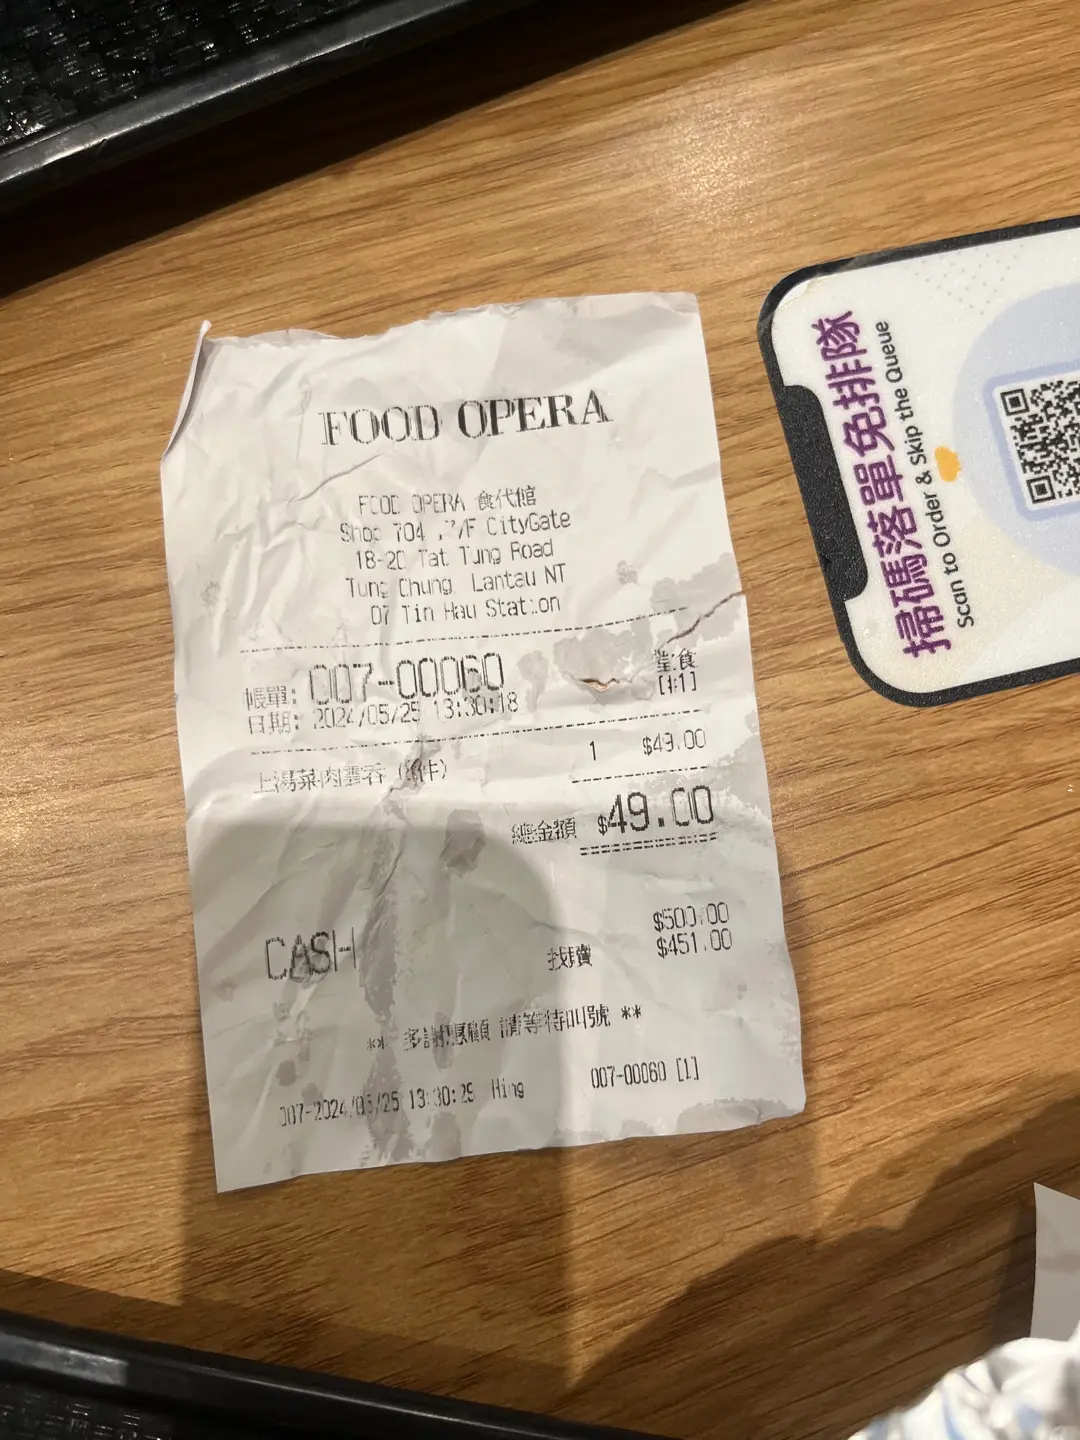 FOOD OPERA
FOOD OPERA 食代館
Shop 704 ,7/F CityGate
18-20 Tat Tung Road
Tung Chung, Lantau NT
07 Tin Hau Station
帳單: 007-00060 堂食
日期: 2024/05/25 13:30:18 [#1]
上湯菜肉雲吞 件) 1 $49.00
總金額 $49.00
CASH $500.00
找贖 $451.00
** 多謝惠顧 請等待叫號 **
007-2024/05/25 13:30:29 Hing 007-00060 [1]
掃碼落單免排隊
Scan to Order & Skip the Queue